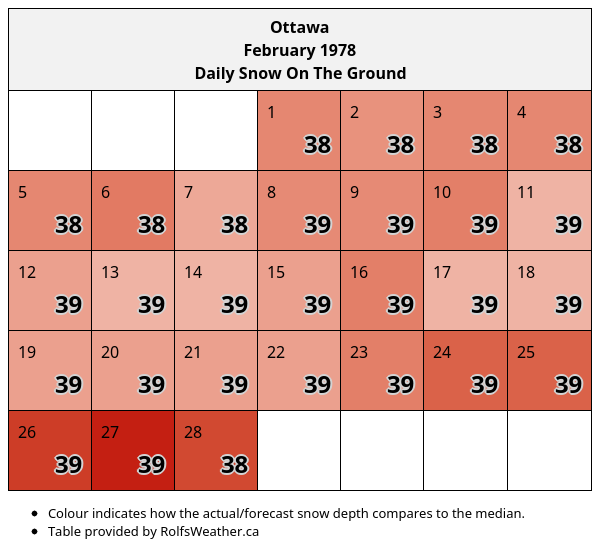 Ottawa
February 1978
Daily Snow On The Ground
1 2 3 4
38 38 38 38
5 6 7 8 9 10 11
38 38 38 39 39 39 39
12 13 14 15 16 17 18
39 39 39 39 39 39 39
19 20 21 22 23 24 25
39 39 39 39 39 39 39
26 27 28
39 39 38
• Colour indicates how the actual/forecast snow depth compares to the median.
• Table provided by RolfsWeather.ca